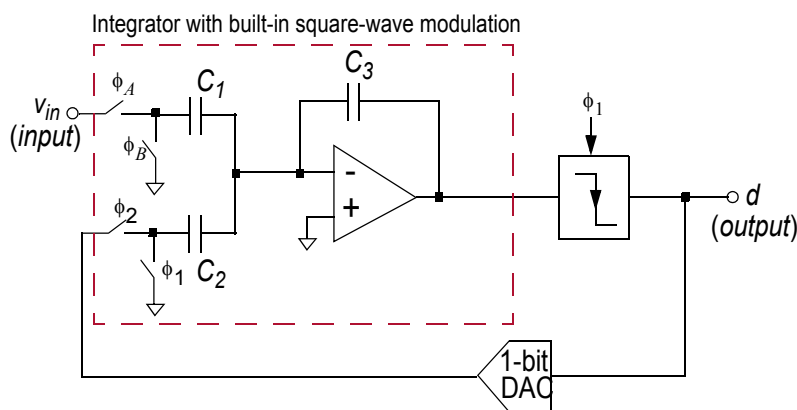 Integrator with built-in square-wave modulation
ϕA
C1
C3
vin
(input)
ϕB
ϕ1
-
+
ϕ2
ϕ1
C2
d
(output)
1-bit
DAC